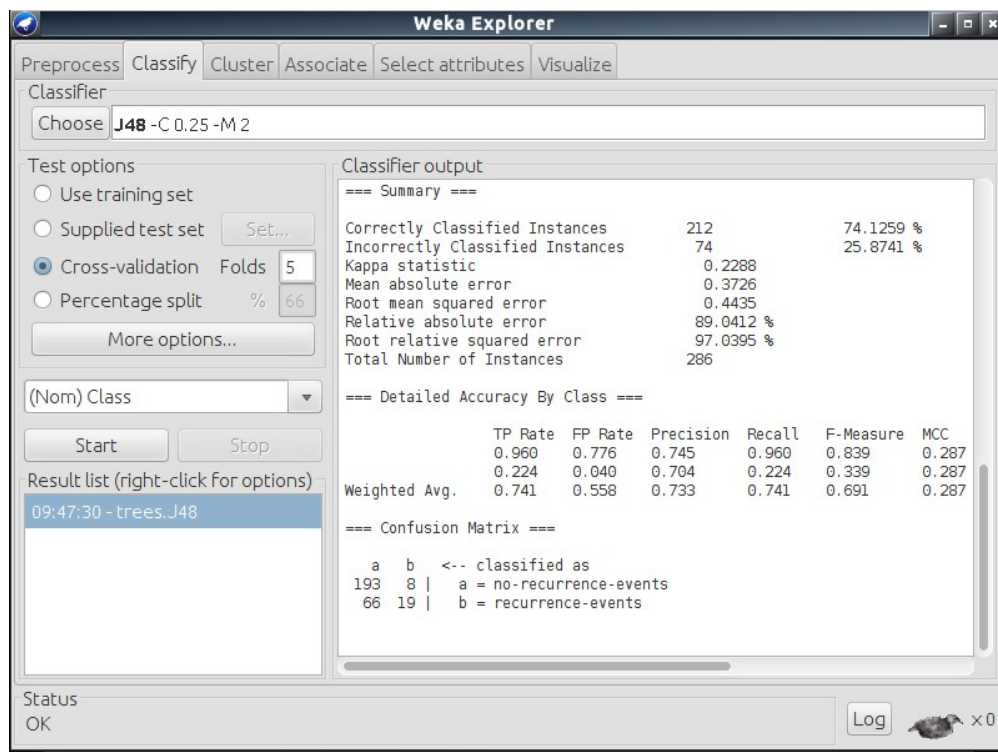 Weka Explorer
Preprocess Classify Cluster Associate Select attributes Visualize
Classifier
Choose J48 -C 0.25 -M 2
Test options
Use training set
Supplied test set Set...
Cross-validation Folds 5
Percentage split % 66
More options...
(Nom) Class
Start Stop
Result list (right-click for options)
09:47:30 - trees.J48
Classifier output
=== Summary ===
Correctly Classified Instances 212 74.1259 %
Incorrectly Classified Instances 74 25.8741 %
Kappa statistic 0.2288
Mean absolute error 0.3726
Root mean squared error 0.4435
Relative absolute error 89.0412 %
Root relative squared error 97.0395 %
Total Number of Instances 286
=== Detailed Accuracy By Class ===
TP Rate FP Rate Precision Recall F-Measure MCC
0.960 0.776 0.745 0.960 0.839 0.287
0.224 0.040 0.704 0.224 0.339 0.287
Weighted Avg. 0.741 0.558 0.733 0.741 0.691 0.287
=== Confusion Matrix ===
a b <-- classified as
193 8 | a = no-recurrence-events
66 19 | b = recurrence-events
Status
OK
Log x 0